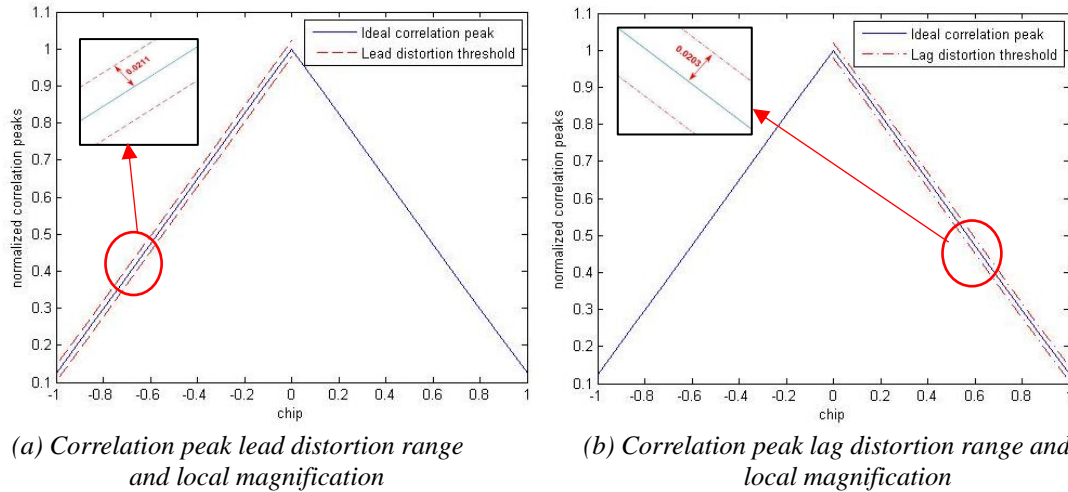 0.0211
Ideal correlation peak
Lead distortion threshold
normalized correlation peaks
1.1
1
0.9
0.8
0.7
0.6
0.5
0.4
0.3
0.2
0.1
-1 -0.8 -0.6 -0.4 -0.2 0 0.2 0.4 0.6 0.8 1
chip
(a) Correlation peak lead distortion range
and local magnification
0.0203
Ideal correlation peak
Lag distortion threshold
normalized correlation peaks
1.1
1
0.9
0.8
0.7
0.6
0.5
0.4
0.3
0.2
0.1
-1 -0.8 -0.6 -0.4 -0.2 0 0.2 0.4 0.6 0.8 1
chip
(b) Correlation peak lag distortion range and
local magnification